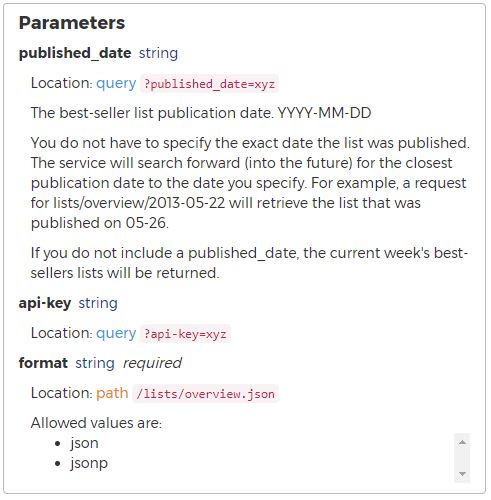 Parameters
published_date string
Location: query ?published_date=xyz
The best-seller list publication date. YYYY-MM-DD
You do not have to specify the exact date the list was published.
The service will search forward (into the future) for the closest
publication date to the date you specify. For example, a request
for lists/overview/2013-05-22 will retrieve the list that was
published on 05-26.
If you do not include a published_date, the current week's best-
sellers lists will be returned.
api-key string
Location: query ?api-key=xyz
format string required
Location: path /lists/overview.json
Allowed values are:
• json
• jsonp